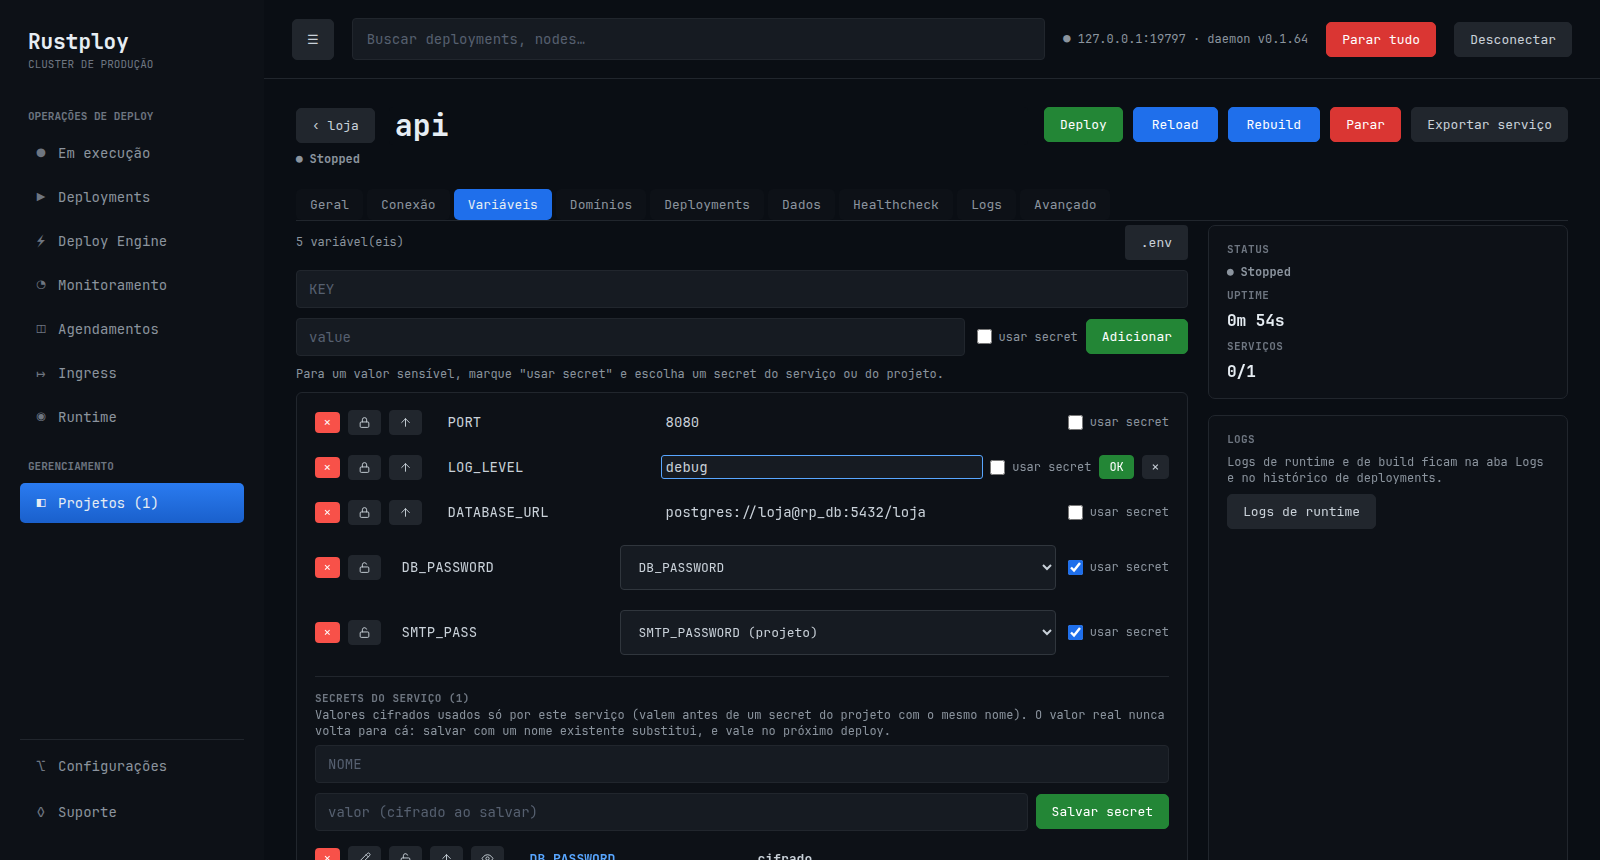 Rustploy
CLUSTER DE PRODUÇÃO
OPERAÇÕES DE DEPLOY
Em execução
Deployments
Deploy Engine
Monitoramento
Agendamentos
Ingress
Runtime
GERENCIAMENTO
Projetos (1)
Configurações
Suporte
Buscar deployments, nodes…
127.0.0.1:19797 · daemon v0.1.64
Parar tudo
Desconectar
‹ loja
api
Deploy
Reload
Rebuild
Parar
Exportar serviço
● Stopped
Geral
Conexão
Variáveis
Domínios
Deployments
Dados
Healthcheck
Logs
Avançado
5 variável(eis)
.env
KEY
value
usar secret
Adicionar
Para um valor sensível, marque "usar secret" e escolha um secret do serviço ou do projeto.
× PORT 8080 usar secret
× LOG_LEVEL debug usar secret OK ×
× DATABASE_URL postgres://loja@rp_db:5432/loja usar secret
× DB_PASSWORD DB_PASSWORD usar secret
× SMTP_PASS SMTP_PASSWORD (projeto) usar secret
SECRETS DO SERVIÇO (1)
Valores cifrados usados só por este serviço (valem antes de um secret do projeto com o mesmo nome). O valor real nunca
volta para cá: salvar com um nome existente substitui, e vale no próximo deploy.
NOME
valor (cifrado ao salvar)
Salvar secret
× DB_PASSWORD cifrado
STATUS
● Stopped
UPTIME
0m 54s
SERVIÇOS
0/1
LOGS
Logs de runtime e de build ficam na aba Logs
e no histórico de deployments.
Logs de runtime